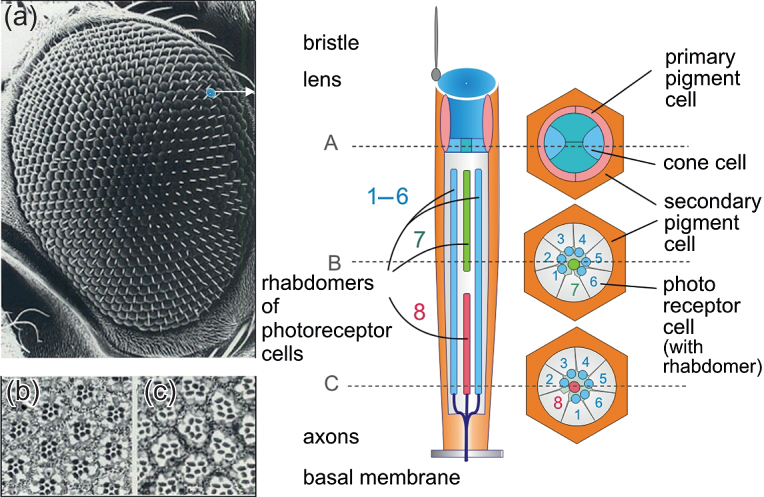 (a)
(b)
(c)
bristle
lens
A
1–6
7
B
rhabdomers
of
photoreceptor
cells
8
C
axons
basal membrane
primary
pigment
cell
cone cell
secondary
pigment
cell
3 4
2 5
1 6
7
photo
receptor
cell
(with
rhabdomer)
3 4
2 5
8 6
1